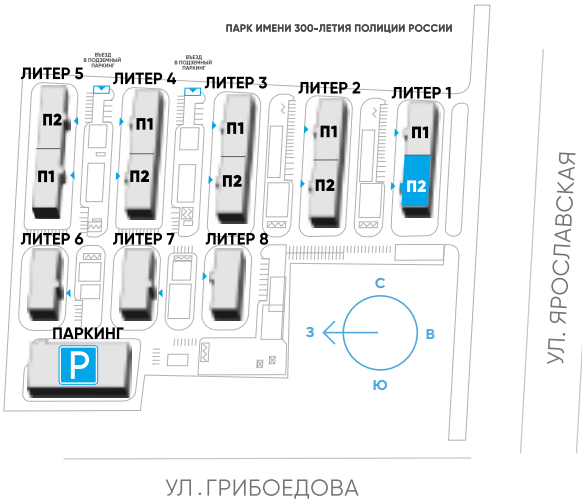 ПАРК ИМЕНИ 300-ЛЕТИЯ ПОЛИЦИИ РОССИИ
ВЪЕЗД
В ПОДЗЕМНЫЙ
ПАРКИНГ
ВЪЕЗД
В ПОДЗЕМНЫЙ
ПАРКИНГ
ЛИТЕР 5
ЛИТЕР 4
ЛИТЕР 3
ЛИТЕР 2
ЛИТЕР 1
П2
П1
П1
П1
П1
П1
П2
П2
П2
П2
ЛИТЕР 6
ЛИТЕР 7
ЛИТЕР 8
ПАРКИНГ
P
С
З
В
Ю
УЛ. ЯРОСЛАВСКАЯ
УЛ. ГРИБОЕДОВА